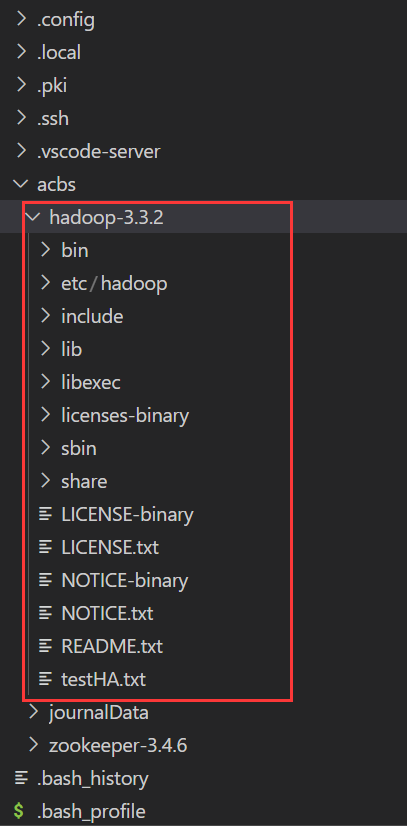 .config
.local
.pki
.ssh
.vscode-server
acbs
hadoop-3.3.2
bin
etc/hadoop
include
lib
libexec
licenses-binary
sbin
share
LICENSE-binary
LICENSE.txt
NOTICE-binary
NOTICE.txt
README.txt
testHA.txt
journalData
zookeeper-3.4.6
.bash_history
$ .bash_profile